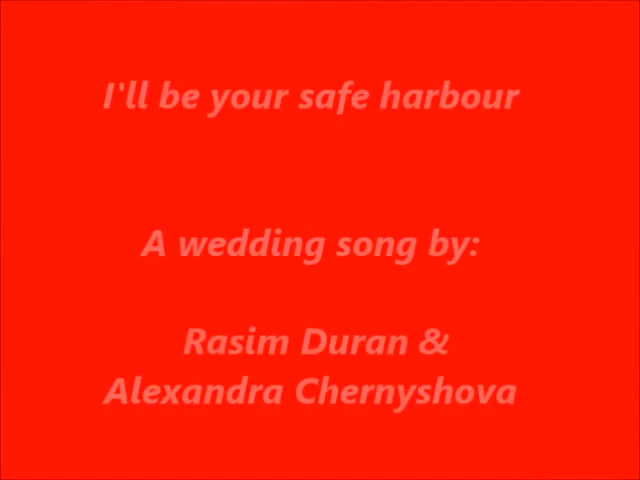 I'll be your safe harbour
A wedding song by:
Rasim Duran &
Alexandra Chernyshova